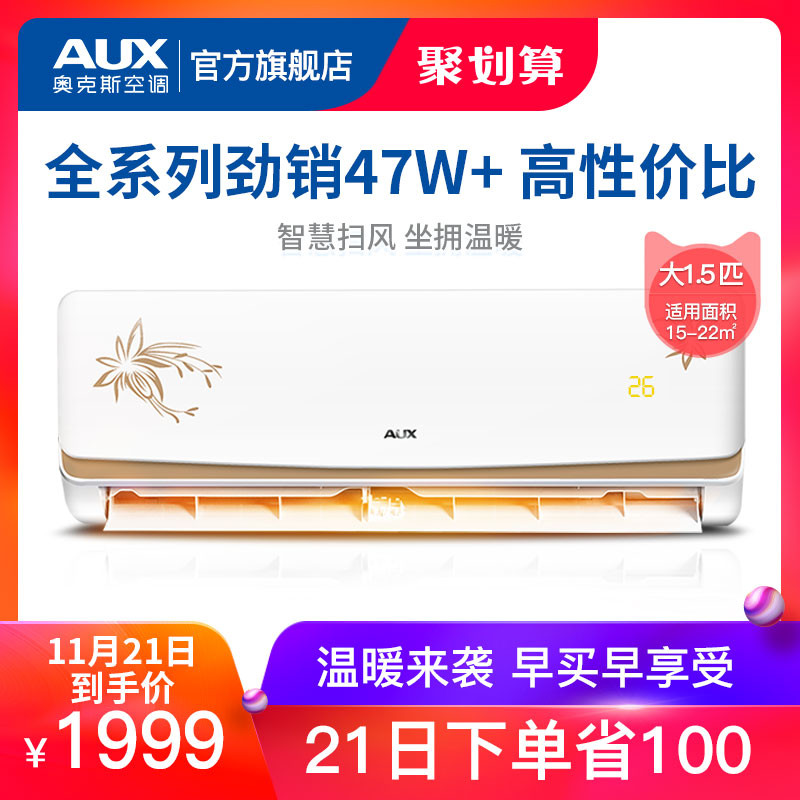 AUX
奥克斯空调
官方旗舰店
聚划算
全系列劲销47W+ 高性价比
智慧扫风 坐拥温暖
大1.5匹
适用面积
15-22㎡
26
AUX
11月21日
到手价
¥1999
温暖来袭 早买早享受
21日下单省100